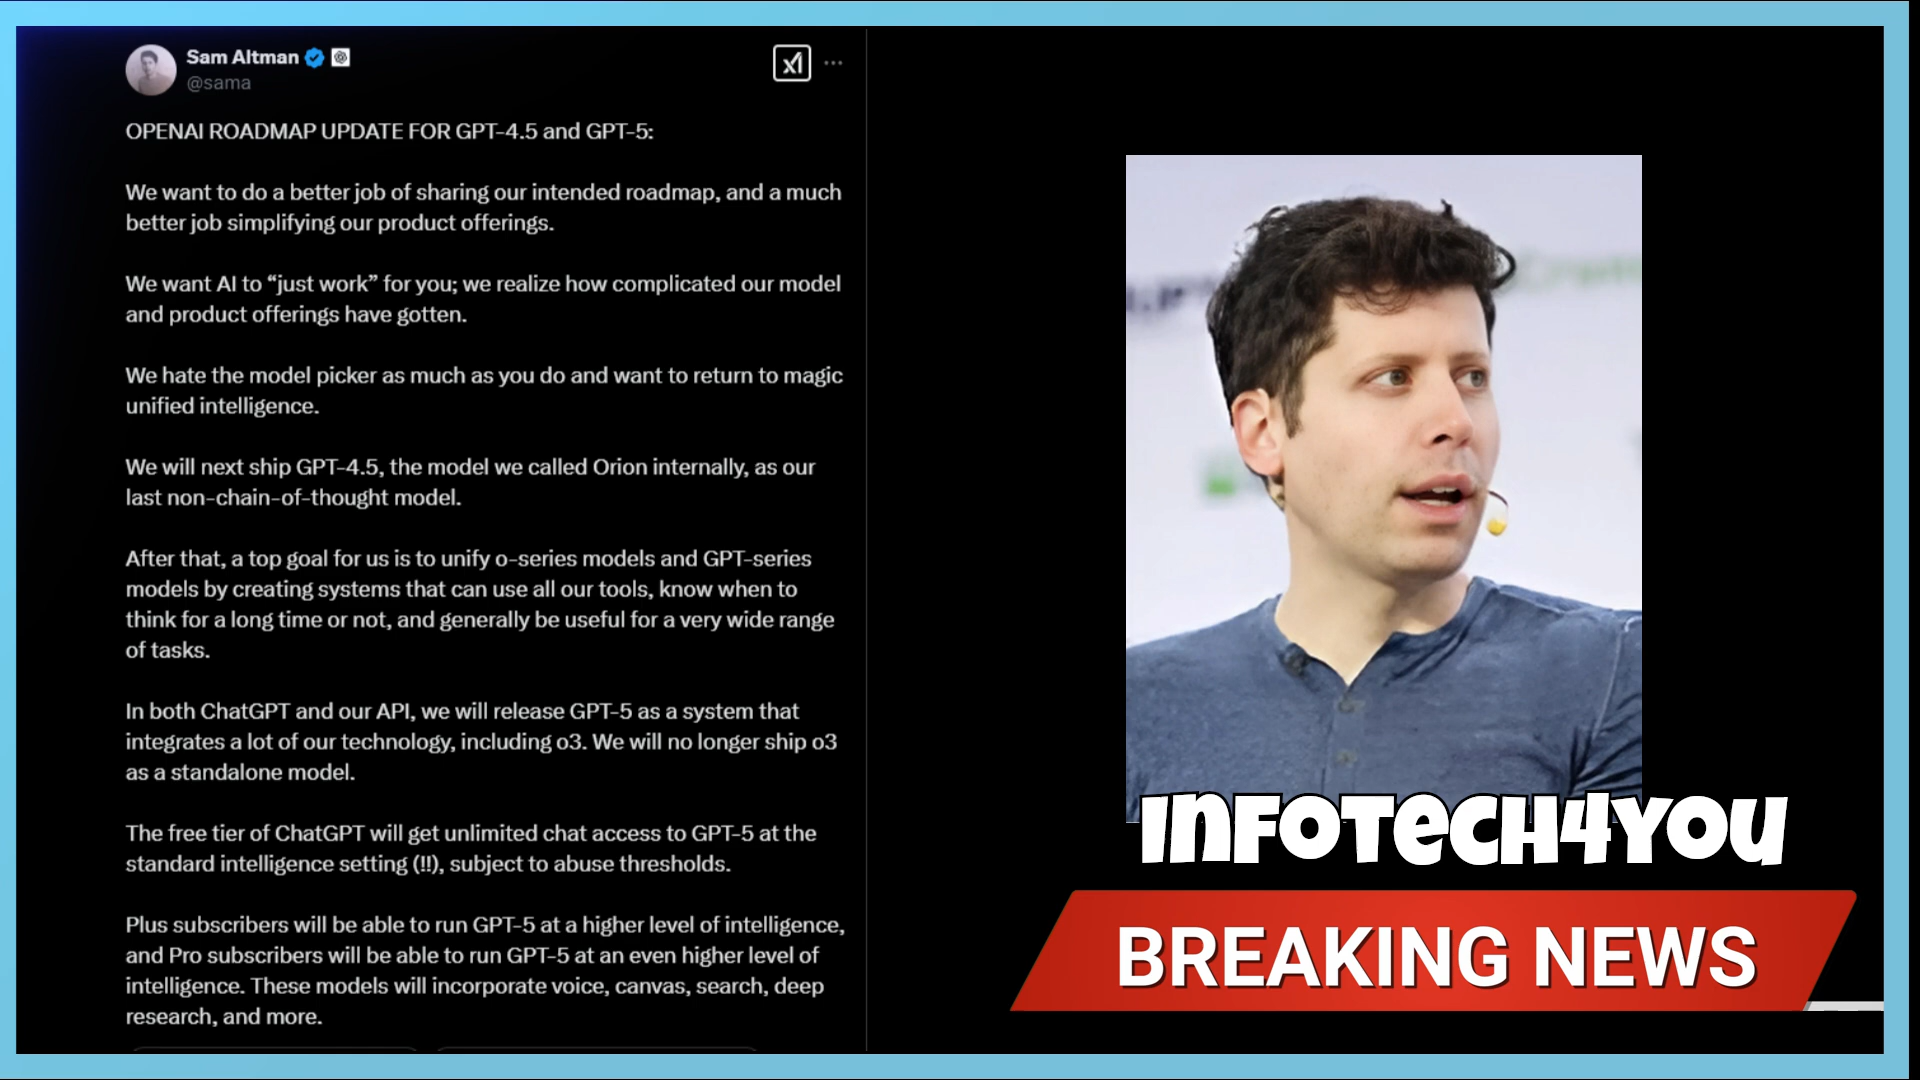 Sam Altman
@sama
OPENAI ROADMAP UPDATE FOR GPT-4.5 and GPT-5:
We want to do a better job of sharing our intended roadmap, and a much
better job simplifying our product offerings.
We want AI to “just work” for you; we realize how complicated our model
and product offerings have gotten.
We hate the model picker as much as you do and want to return to magic
unified intelligence.
We will next ship GPT-4.5, the model we called Orion internally, as our
last non-chain-of-thought model.
After that, a top goal for us is to unify o-series models and GPT-series
models by creating systems that can use all our tools, know when to
think for a long time or not, and generally be useful for a very wide range
of tasks.
In both ChatGPT and our API, we will release GPT-5 as a system that
integrates a lot of our technology, including o3. We will no longer ship o3
as a standalone model.
The free tier of ChatGPT will get unlimited chat access to GPT-5 at the
standard intelligence setting (!!), subject to abuse thresholds.
Plus subscribers will be able to run GPT-5 at a higher level of intelligence,
and Pro subscribers will be able to run GPT-5 at an even higher level of
intelligence. These models will incorporate voice, canvas, search, deep
research, and more.
INFOTECH4YOU
BREAKING NEWS